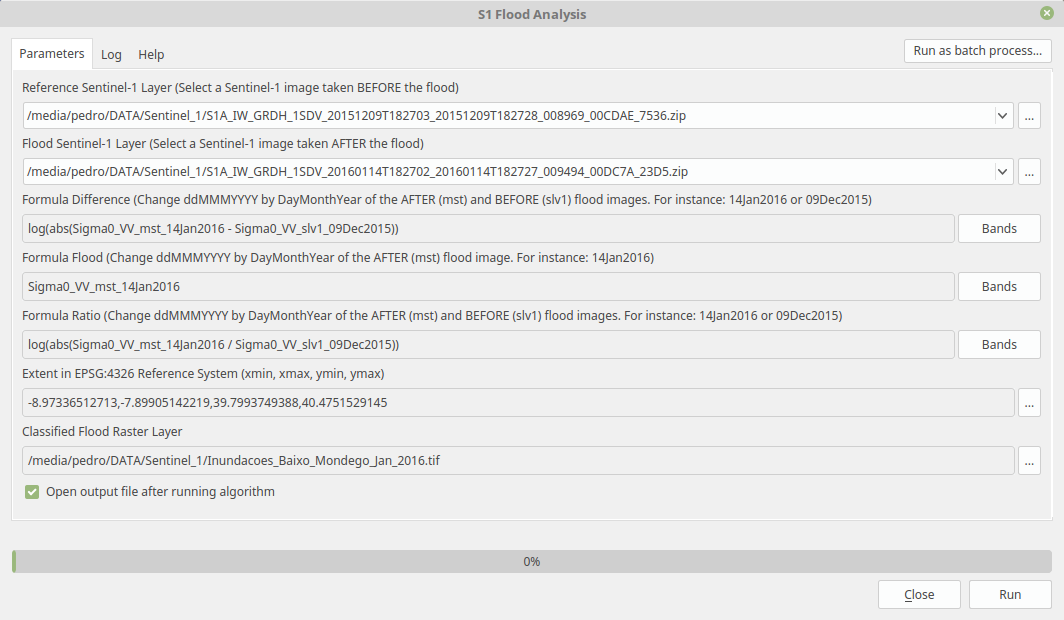 S1 Flood Analysis
Parameters Log Help Run as batch process...
Reference Sentinel-1 Layer (Select a Sentinel-1 image taken BEFORE the flood)
/media/pedro/DATA/Sentinel_1/S1A_IW_GRDH_1SDV_20151209T182703_20151209T182728_008969_00CDAE_7536.zip ...
Flood Sentinel-1 Layer (Select a Sentinel-1 image taken AFTER the flood)
/media/pedro/DATA/Sentinel_1/S1A_IW_GRDH_1SDV_20160114T182702_20160114T182727_009494_00DC7A_23D5.zip ...
Formula Difference (Change ddMMMYYYY by DayMonthYear of the AFTER (mst) and BEFORE (slv1) flood images. For instance: 14Jan2016 or 09Dec2015)
log(abs(Sigma0_VV_mst_14Jan2016 - Sigma0_VV_slv1_09Dec2015)) Bands
Formula Flood (Change ddMMMYYYY by DayMonthYear of the AFTER (mst) flood image. For instance: 14Jan2016)
Sigma0_VV_mst_14Jan2016 Bands
Formula Ratio (Change ddMMMYYYY by DayMonthYear of the AFTER (mst) and BEFORE (slv1) flood images. For instance: 14Jan2016 or 09Dec2015)
log(abs(Sigma0_VV_mst_14Jan2016 / Sigma0_VV_slv1_09Dec2015)) Bands
Extent in EPSG:4326 Reference System (xmin, xmax, ymin, ymax)
-8.97336512713,-7.89905142219,39.7993749388,40.4751529145 ...
Classified Flood Raster Layer
/media/pedro/DATA/Sentinel_1/Inundacoes_Baixo_Mondego_Jan_2016.tif ...
Open output file after running algorithm
0%
Close Run